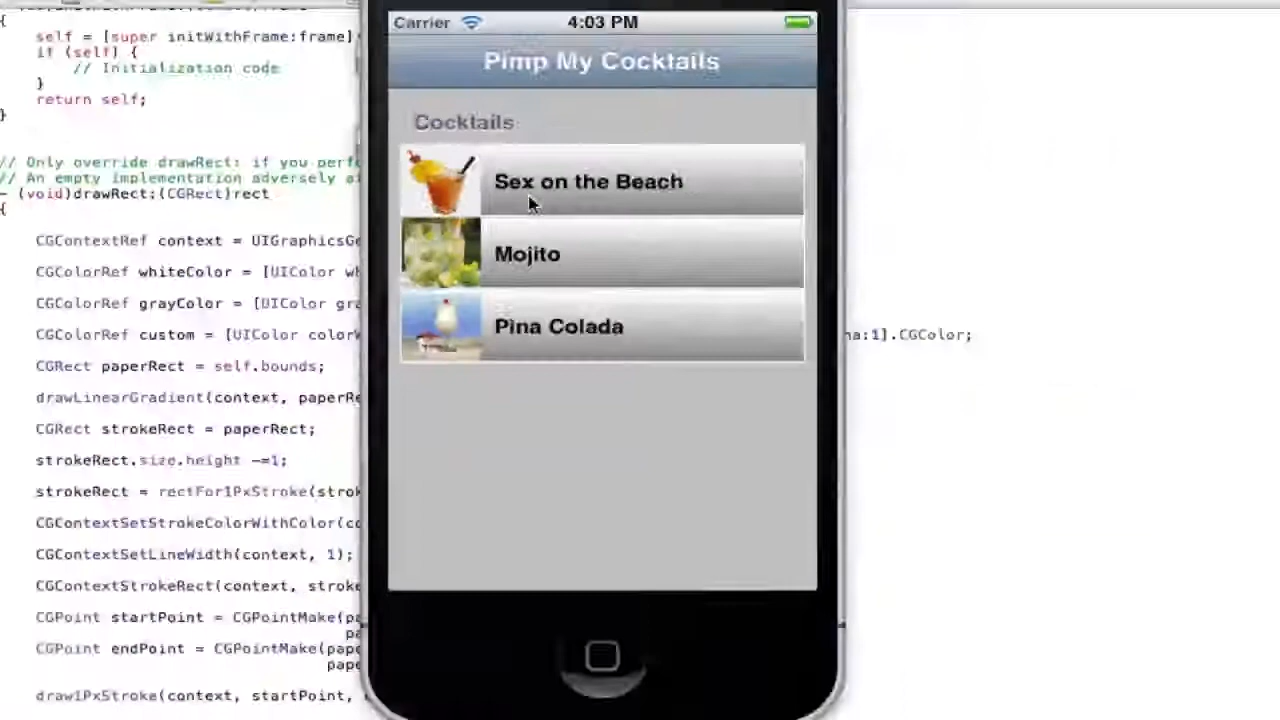 {
self = [super initWithFrame:frame]
if (self) {
// Initialization code
}
return self;
}
// Only override drawRect: if you perf
// An empty implementation adversely a
- (void)drawRect:(CGRect)rect
{
CGContextRef context = UIGraphicsGe
CGColorRef whiteColor = [UIColor wh
CGColorRef grayColor = [UIColor gra
CGColorRef custom = [UIColor colorW
na:1].CGColor;
CGRect paperRect = self.bounds;
drawLinearGradient(context, paperRe
CGRect strokeRect = paperRect;
strokeRect.size.height -=1;
strokeRect = rectFor1PxStroke(strok
CGContextSetStrokeColorWithColor(co
CGContextSetLineWidth(context, 1);
CGContextStrokeRect(context, stroke
CGPoint startPoint = CGPointMake(pa
pa
CGPoint endPoint = CGPointMake(pape
pape
draw1PxStroke(context, startPoint,
Carrier 4:03 PM
Pimp My Cocktails
Cocktails
Sex on the Beach
Mojito
Pina Colada